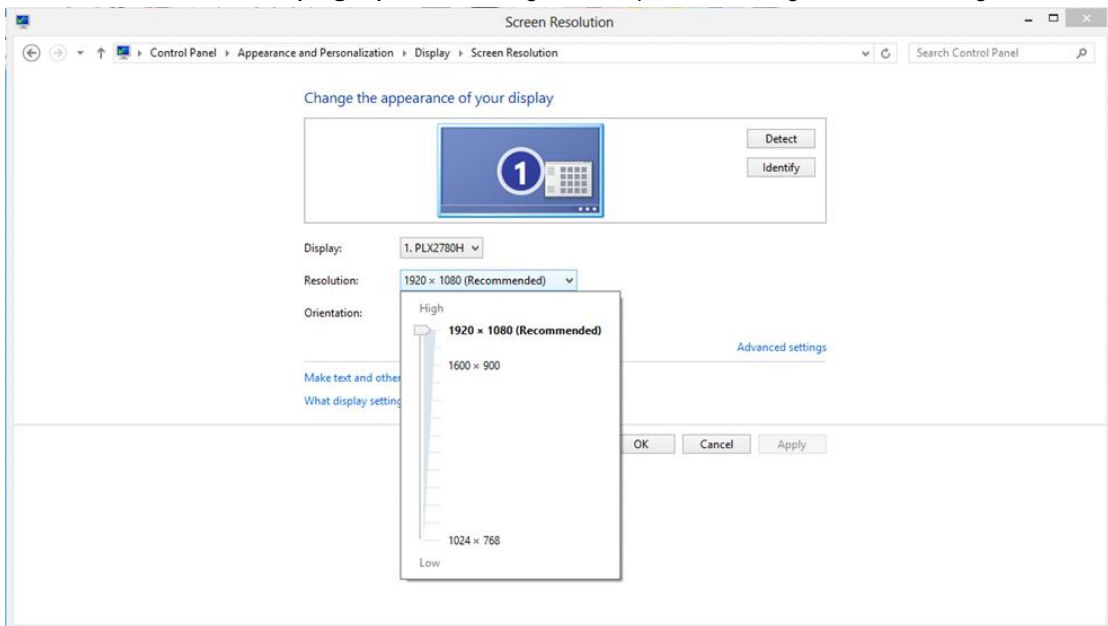 Screen Resolution
Control Panel ▸ Appearance and Personalization ▸ Display ▸ Screen Resolution
Search Control Panel
Change the appearance of your display
1
Detect
Identify
Display: 1. PLX2780H
Resolution: 1920 × 1080 (Recommended)
Orientation:
High
1920 × 1080 (Recommended)
Advanced settings
1600 × 900
Make text and other
What display setting
OK Cancel Apply
1024 × 768
Low